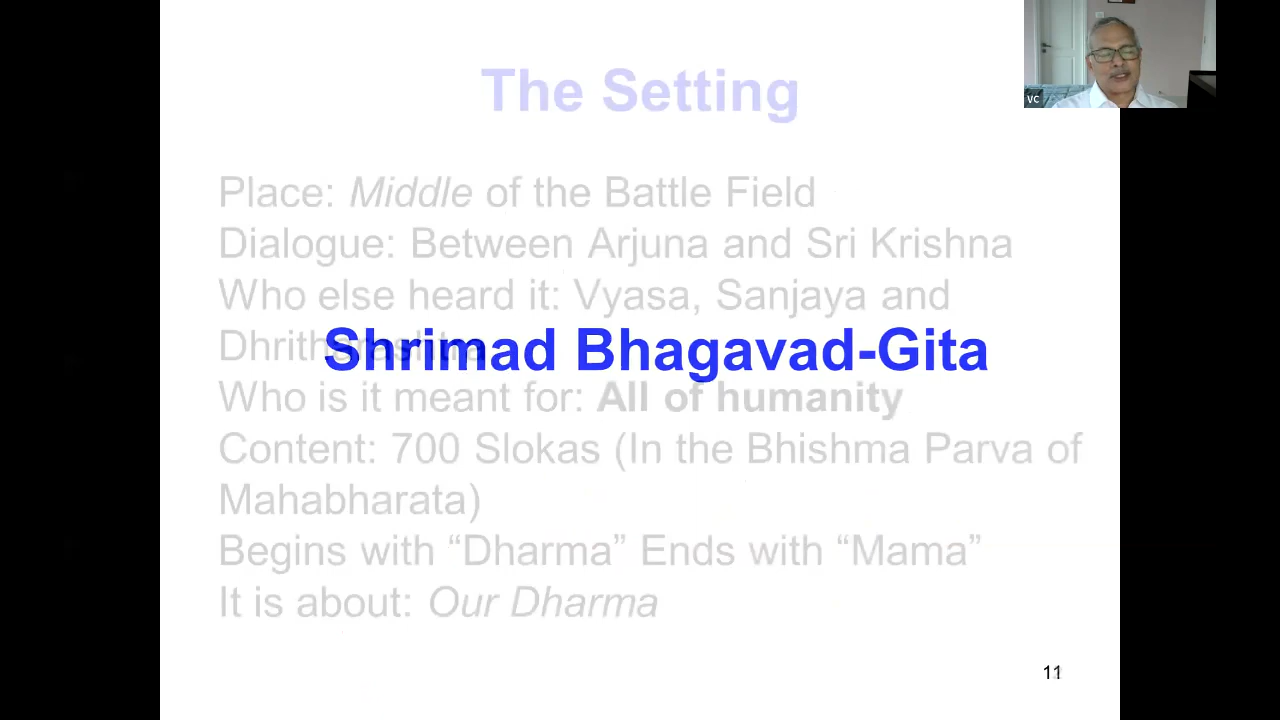 The Setting
VC
Place: Middle of the Battle Field
Dialogue: Between Arjuna and Sri Krishna
Who else heard it: Vyasa, Sanjaya and
Dhritharashtra
Shrimad Bhagavad-Gita
Who is it meant for: All of humanity
Content: 700 Slokas (In the Bhishma Parva of
Mahabharata)
Begins with “Dharma” Ends with “Mama”
It is about: Our Dharma
11